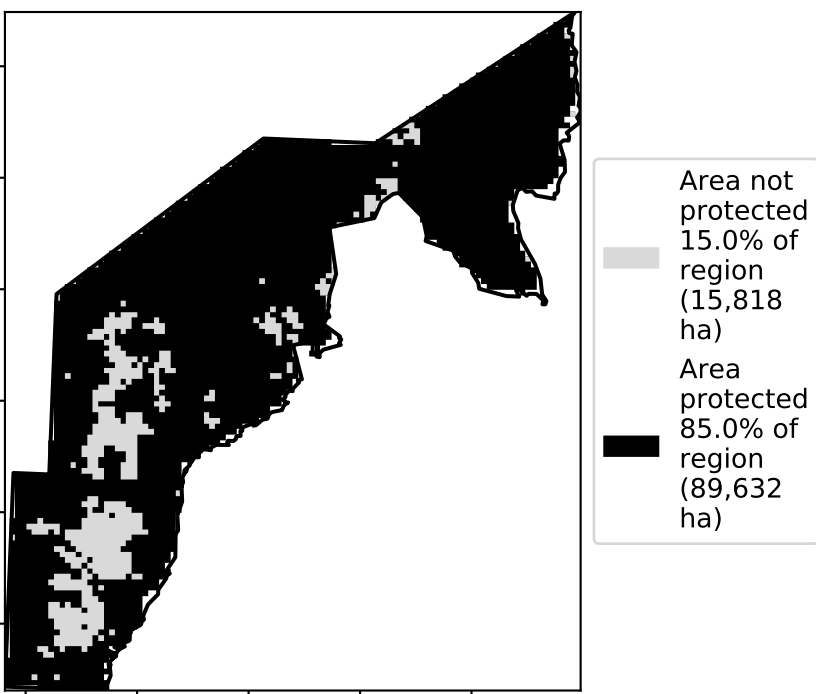 Area not
protected
15.0% of
region
(15,818
ha)
Area
protected
85.0% of
region
(89,632
ha)